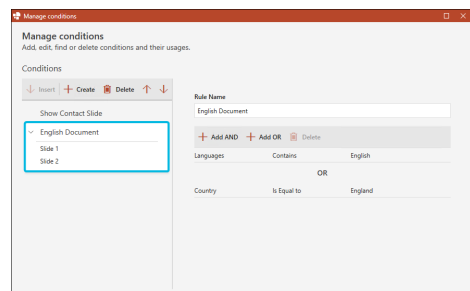 Manage conditions
Manage conditions
Add, edit, find or delete conditions and their usages.
Conditions
Insert Create Delete
Show Contact Slide
English Document
Slide 1
Slide 2
Rule Name
English Document
Add AND Add OR Delete
Languages Contains English
OR
Country Is Equal to England